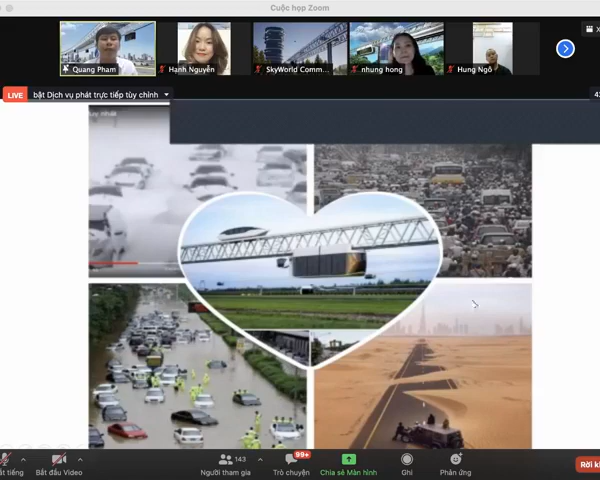 Cuộc họp Zoom
Quang Pham
Hanh Nguyễn
SkyWorld Comm...
nhung hong
Hung Ngô
LIVE
bật Dịch vụ phát trực tiếp tùy chỉnh
Bắt đầu Video
143
Người tham gia
99+
Trò chuyện
Chia sẻ Màn hình
Ghi
Phản ứng